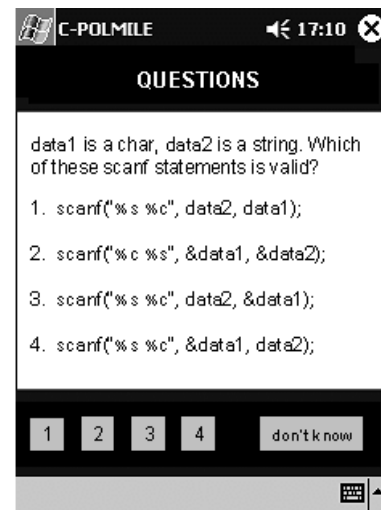 C-POLMILE 17:10
QUESTIONS
data1 is a char, data2 is a string. Which
of these scanf statements is valid?
1. scanf("%s %c", data2, data1);
2. scanf("%c %s", &data1, &data2);
3. scanf("%s %c", data2, &data1);
4. scanf("%s %c", &data1, data2);
1 2 3 4 don't know